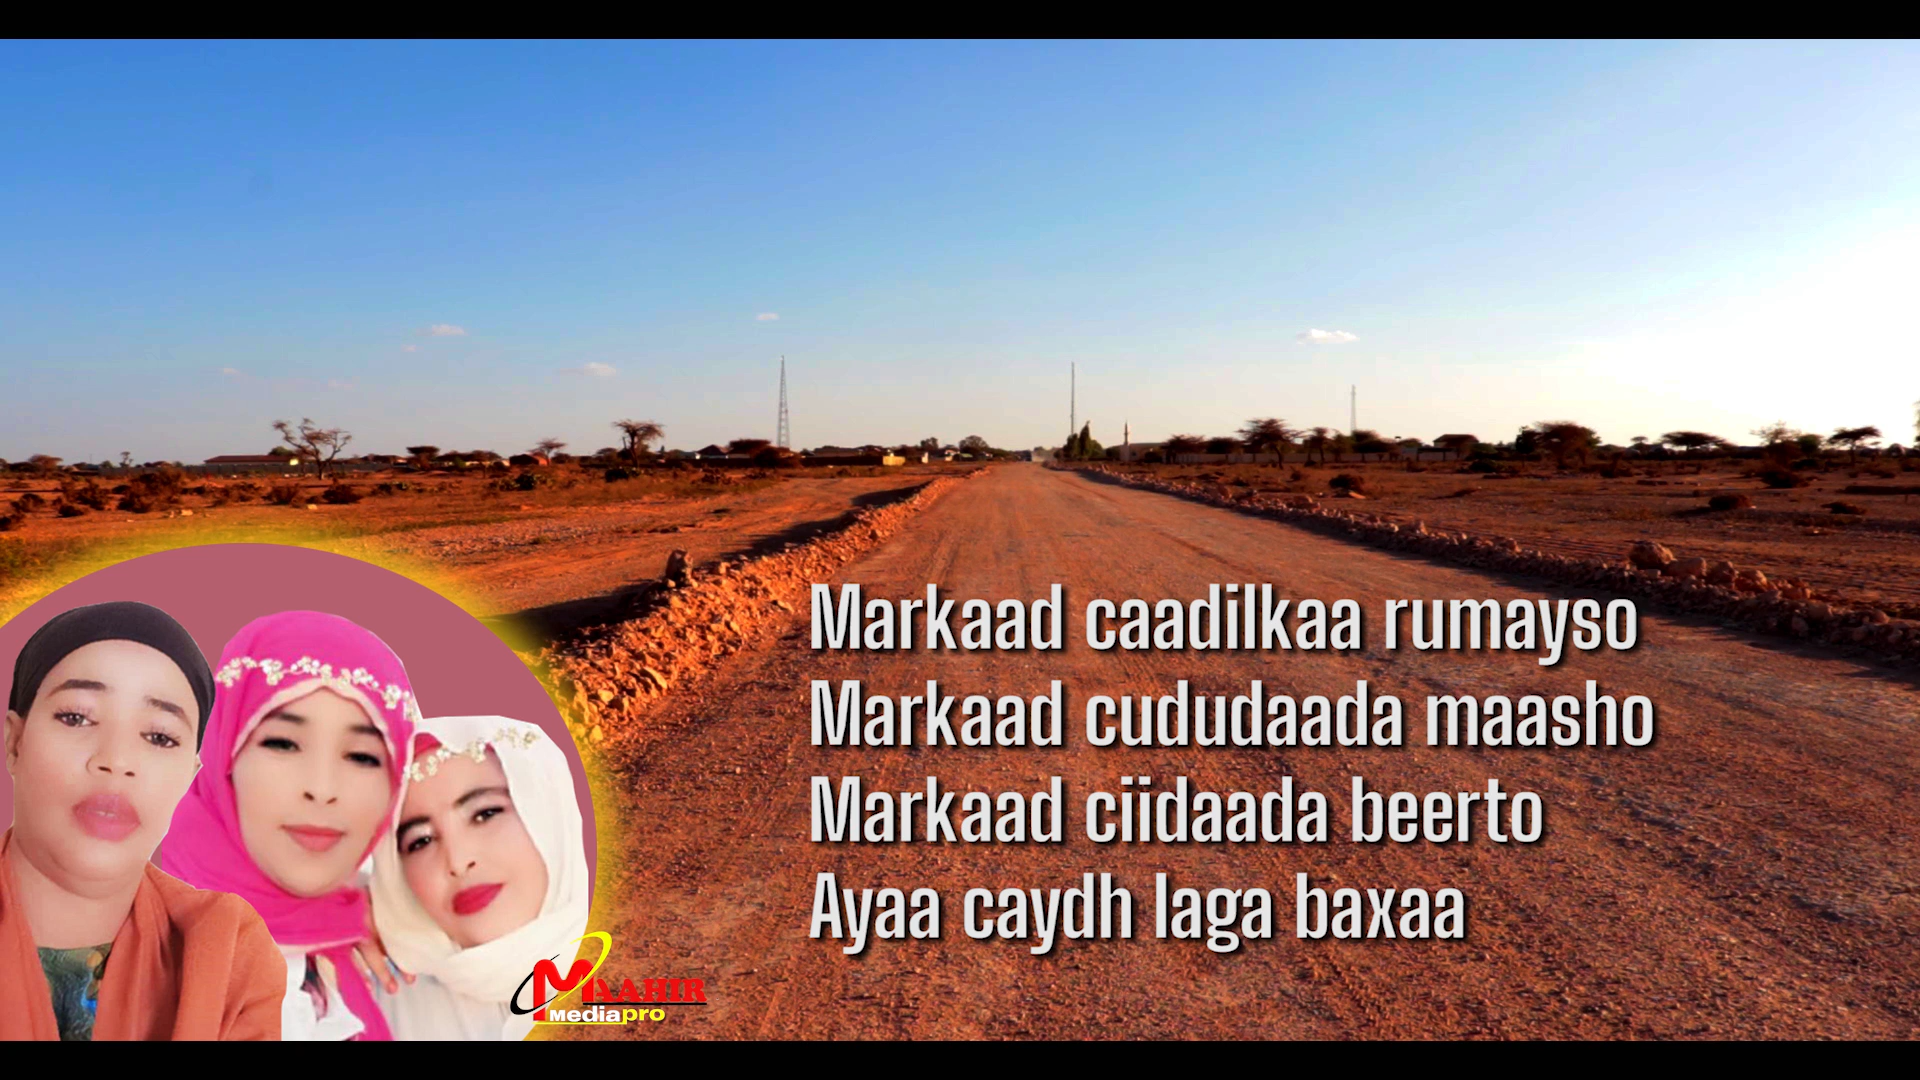 Markaad caadilkaa rumayso
Markaad cududaada maasho
Markaad ciidaada beerto
Ayaa caydh laga baxaa
MAAHIR
Mediapro